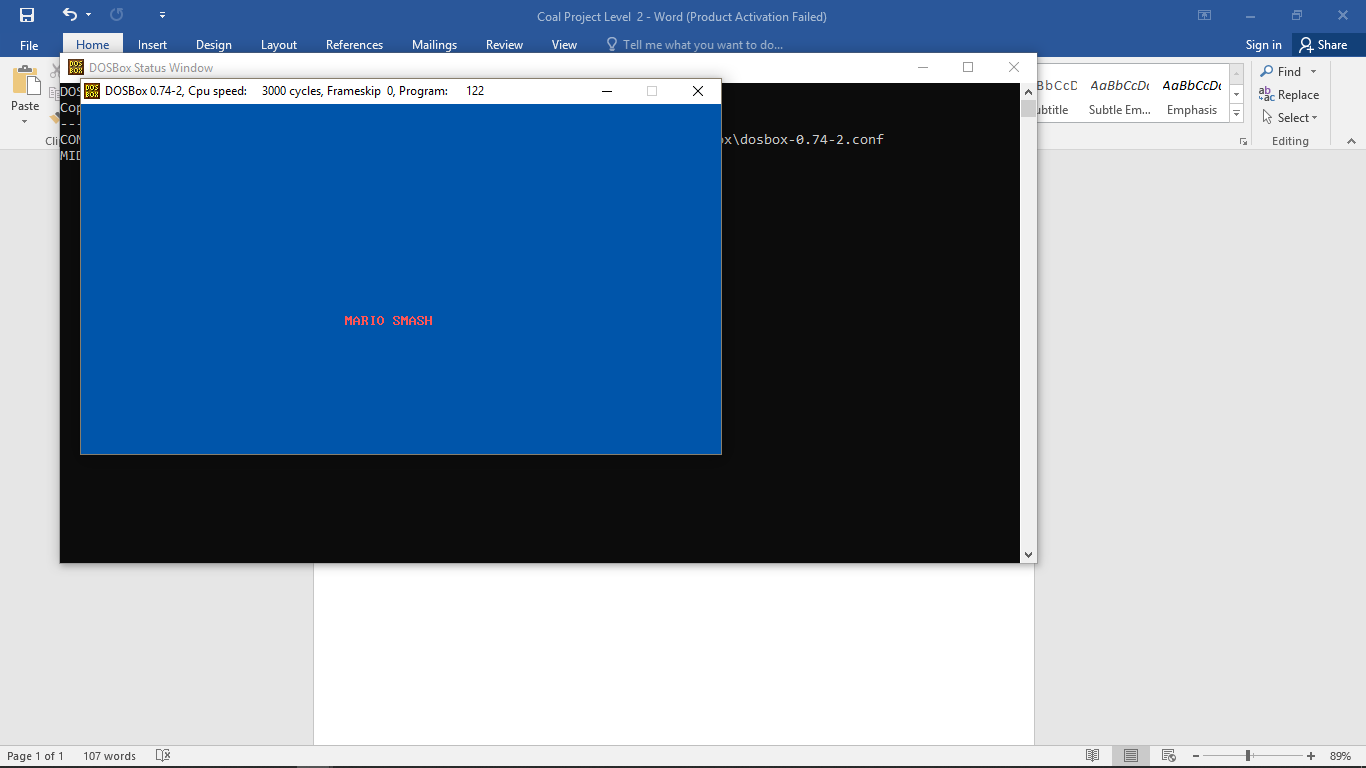 Coal Project Level 2 - Word (Product Activation Failed)
File Home Insert Design Layout References Mailings Review View Tell me what you want to do... Sign in Share
DOSBox Status Window
DOSBox 0.74-2, Cpu speed: 3000 cycles, Frameskip 0, Program: 122
Paste
AaBbCcDc AaBbCcDc
Subtle Em... Emphasis
Find
Replace
Select
Editing
\dosbox-0.74-2.conf
MARIO SMASH
Page 1 of 1 107 words 89%